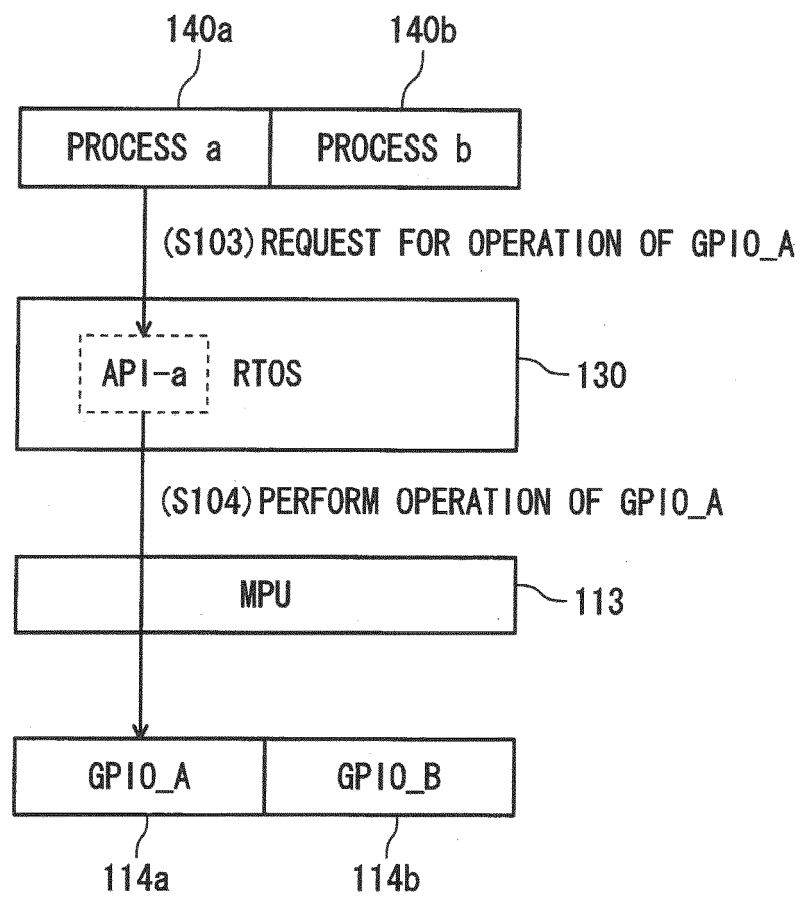 140a 140b
PROCESS a PROCESS b
(S103)REQUEST FOR OPERATION OF GPIO_A
API-a RTOS
130
(S104)PERFORM OPERATION OF GPIO_A
MPU
113
GPIO_A GPIO_B
114a 114b